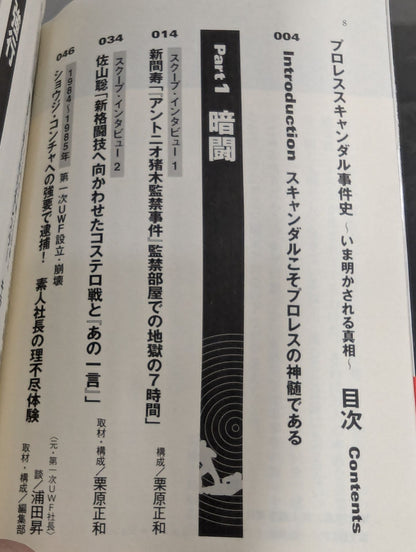 8
プロレススキャンダル事件史 ～いま明かされる真相～ 目次 Contents
004 Introduction スキャンダルこそプロレスの神髄である
Part 1 暗闘
014 スクープ・インタビュー1
新間寿「『アントニオ猪木監禁事件』監禁部屋での地獄の7時間」
構成／栗原正和
034 スクープ・インタビュー2
佐山聡「新格闘技へ向かわせたコステロ戦と『あの一言』」
取材・構成／栗原正和
046 1984～1985年 第一次UWF設立・崩壊
ショウジ・コンチャへの強要で逮捕！ 素人社長の理不尽体験
（元・第一次UWF社長）
談／浦田昇
取材・構成／編集部